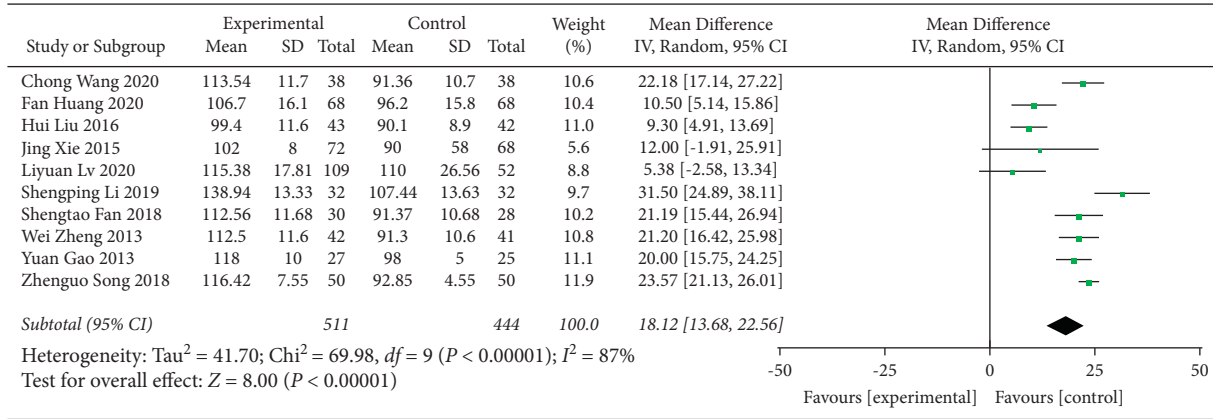 Experimental Control Weight Mean Difference Mean Difference
Study or Subgroup Mean SD Total Mean SD Total (%) IV, Random, 95% CI IV, Random, 95% CI
Chong Wang 2020 113.54 11.7 38 91.36 10.7 38 10.6 22.18 [17.14, 27.22]
Fan Huang 2020 106.7 16.1 68 96.2 15.8 68 10.4 10.50 [5.14, 15.86]
Hui Liu 2016 99.4 11.6 43 90.1 8.9 42 11.0 9.30 [4.91, 13.69]
Jing Xie 2015 102 8 72 90 58 68 5.6 12.00 [-1.91, 25.91]
Liyuan Lv 2020 115.38 17.81 109 110 26.56 52 8.8 5.38 [-2.58, 13.34]
Shengping Li 2019 138.94 13.33 32 107.44 13.63 32 9.7 31.50 [24.89, 38.11]
Shengtao Fan 2018 112.56 11.68 30 91.37 10.68 28 10.2 21.19 [15.44, 26.94]
Wei Zheng 2013 112.5 11.6 42 91.3 10.6 41 10.8 21.20 [16.42, 25.98]
Yuan Gao 2013 118 10 27 98 5 25 11.1 20.00 [15.75, 24.25]
Zhenguo Song 2018 116.42 7.55 50 92.85 4.55 50 11.9 23.57 [21.13, 26.01]
Subtotal (95% CI) 511 444 100.0 18.12 [13.68, 22.56]
Heterogeneity: Tau² = 41.70; Chi² = 69.98, df = 9 (P < 0.00001); I² = 87%
Test for overall effect: Z = 8.00 (P < 0.00001)
-50 -25 0 25 50
Favours [experimental] Favours [control]